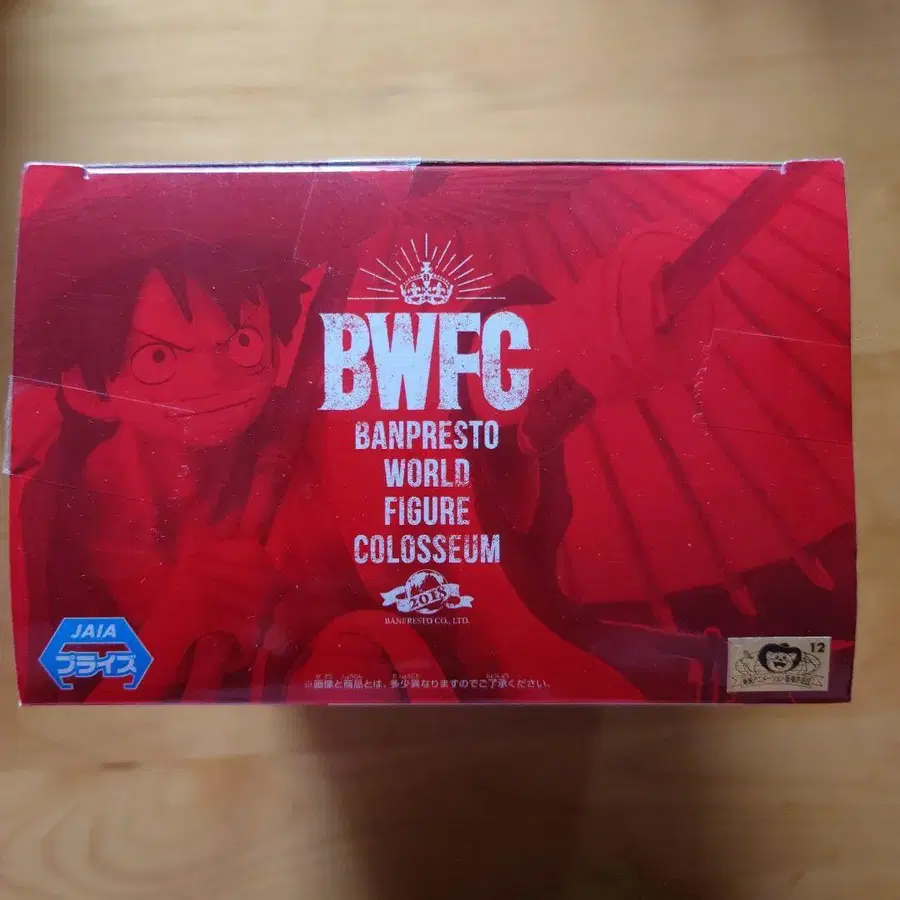 BWFC
BANPRESTO
WORLD
FIGURE
COLOSSEUM
2018
BANPRESTO CO., LTD.
JAIA
プライズ
※画像と商品とは、多少異なりますのでご了承ください。
12